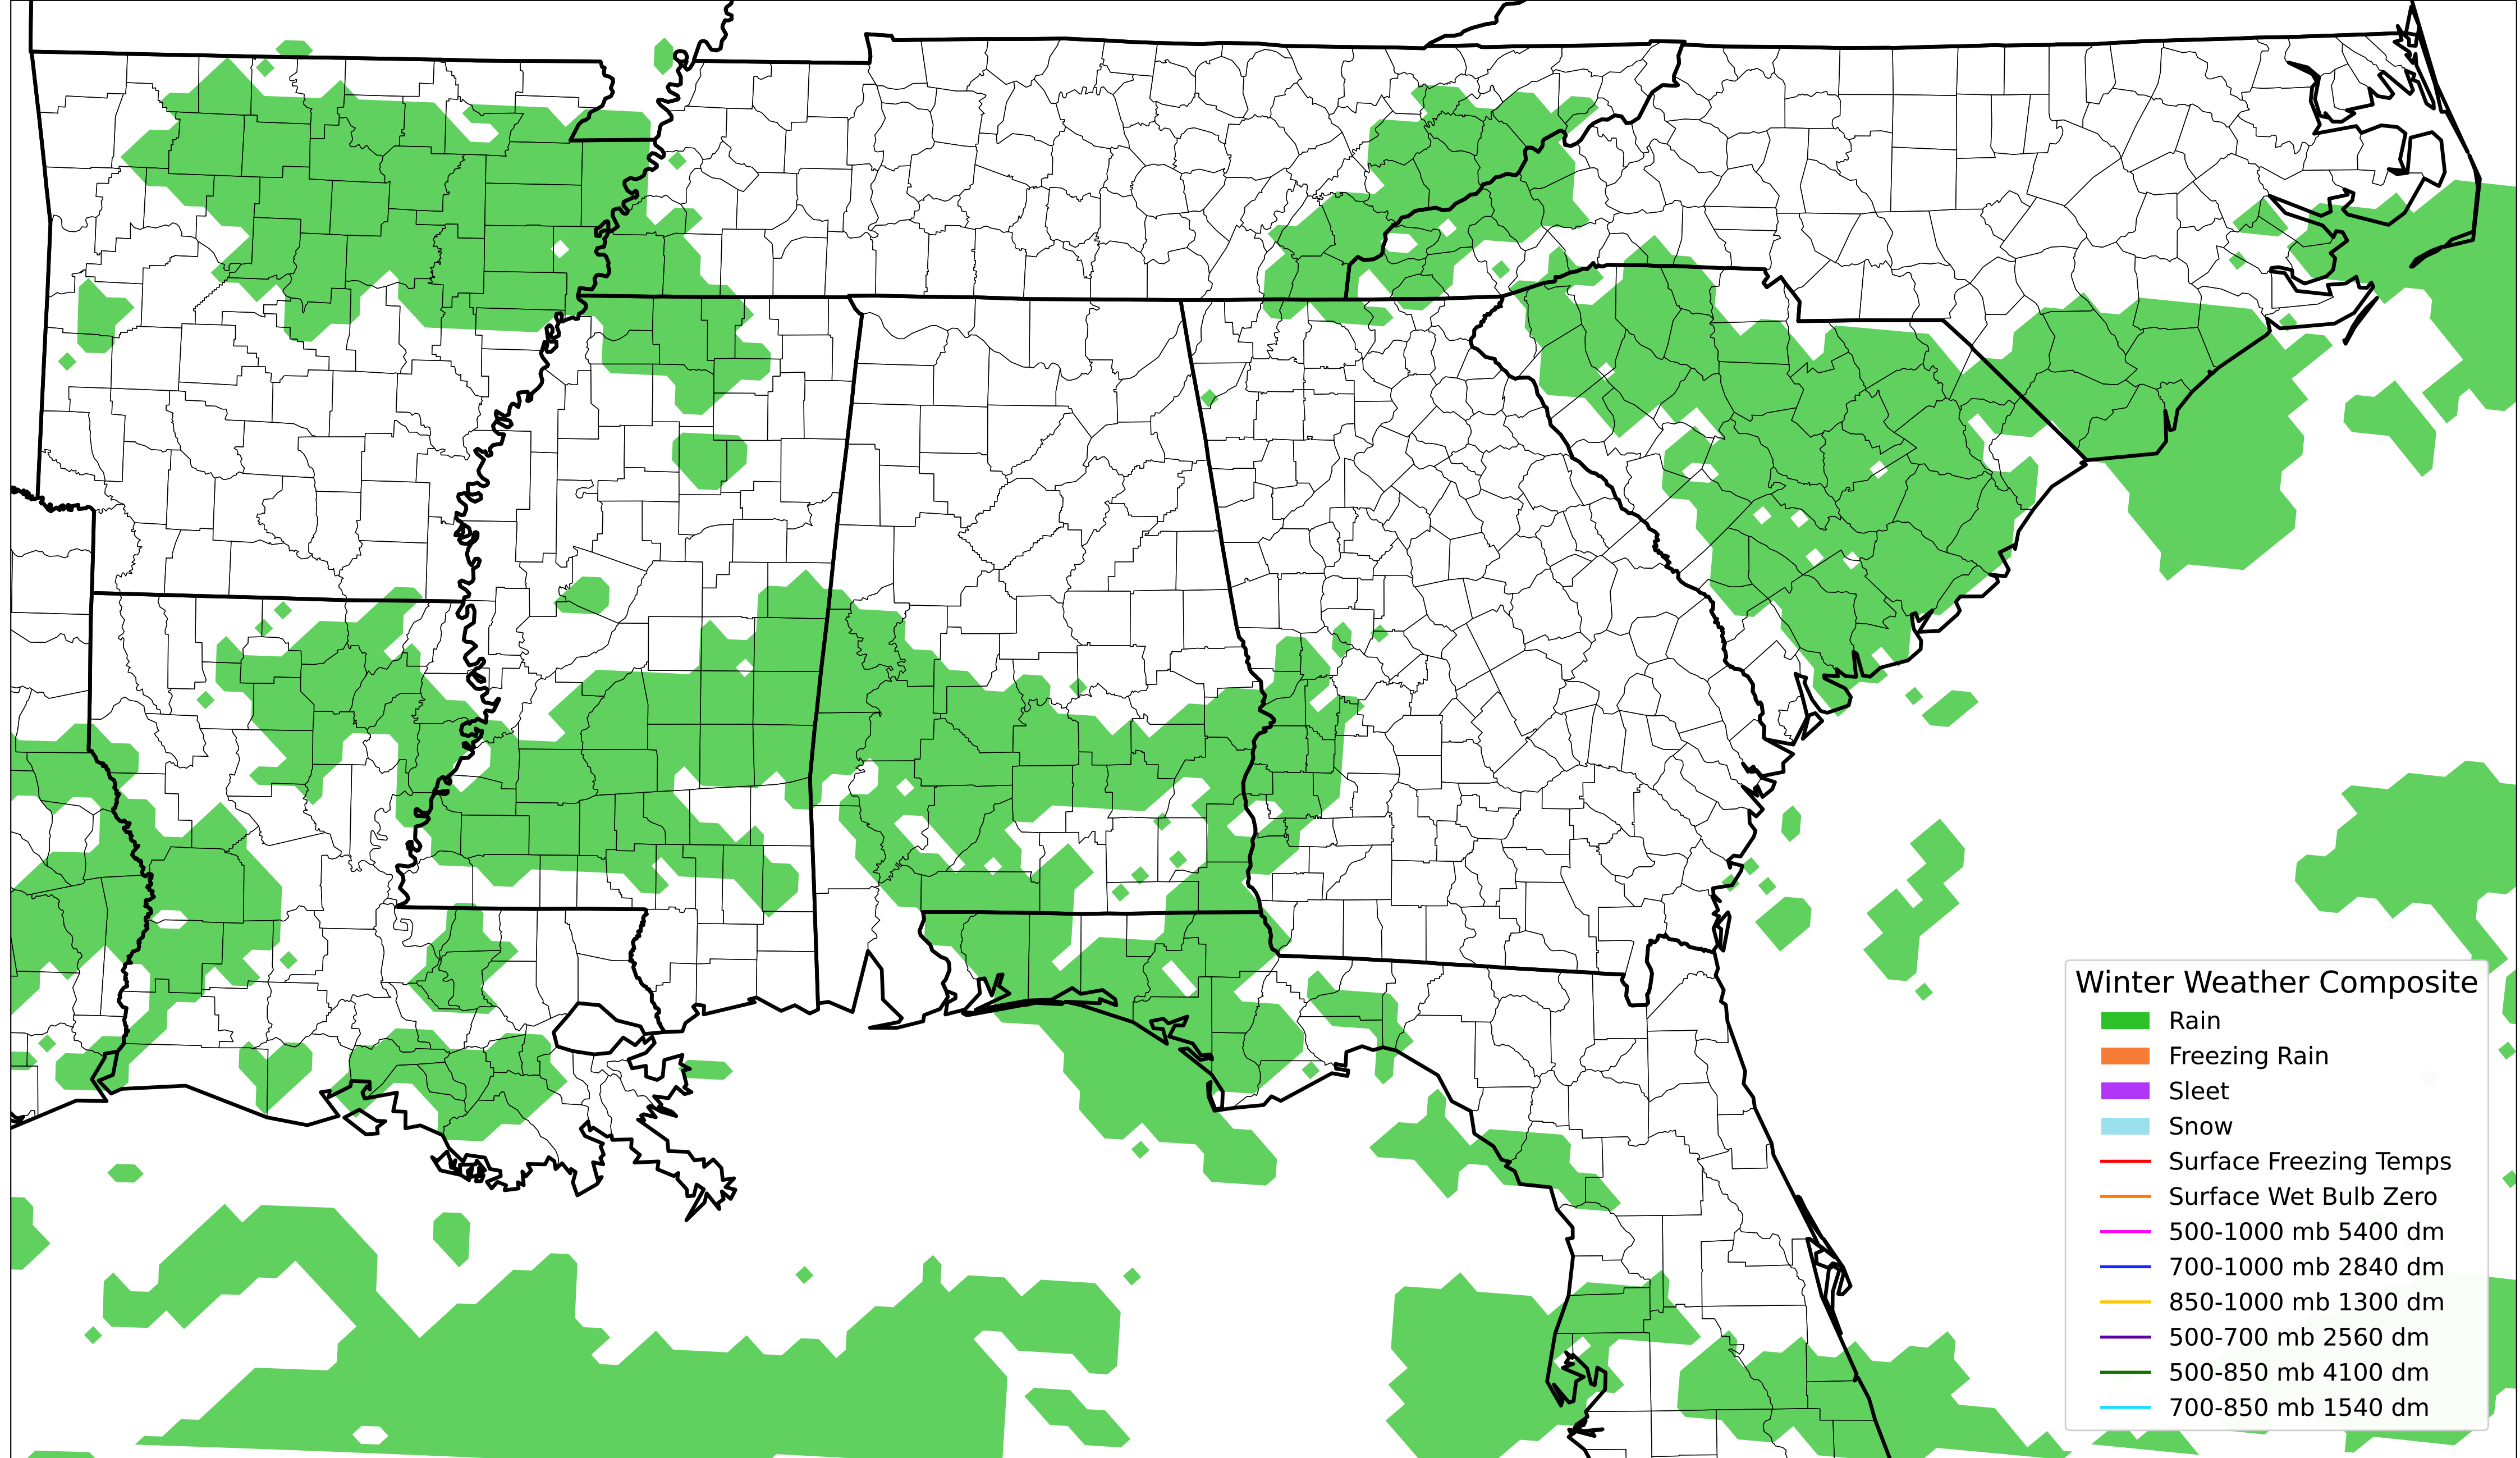 Winter Weather Composite
Rain
Freezing Rain
Sleet
Snow
Surface Freezing Temps
Surface Wet Bulb Zero
500-1000 mb 5400 dm
700-1000 mb 2840 dm
850-1000 mb 1300 dm
500-700 mb 2560 dm
500-850 mb 4100 dm
700-850 mb 1540 dm